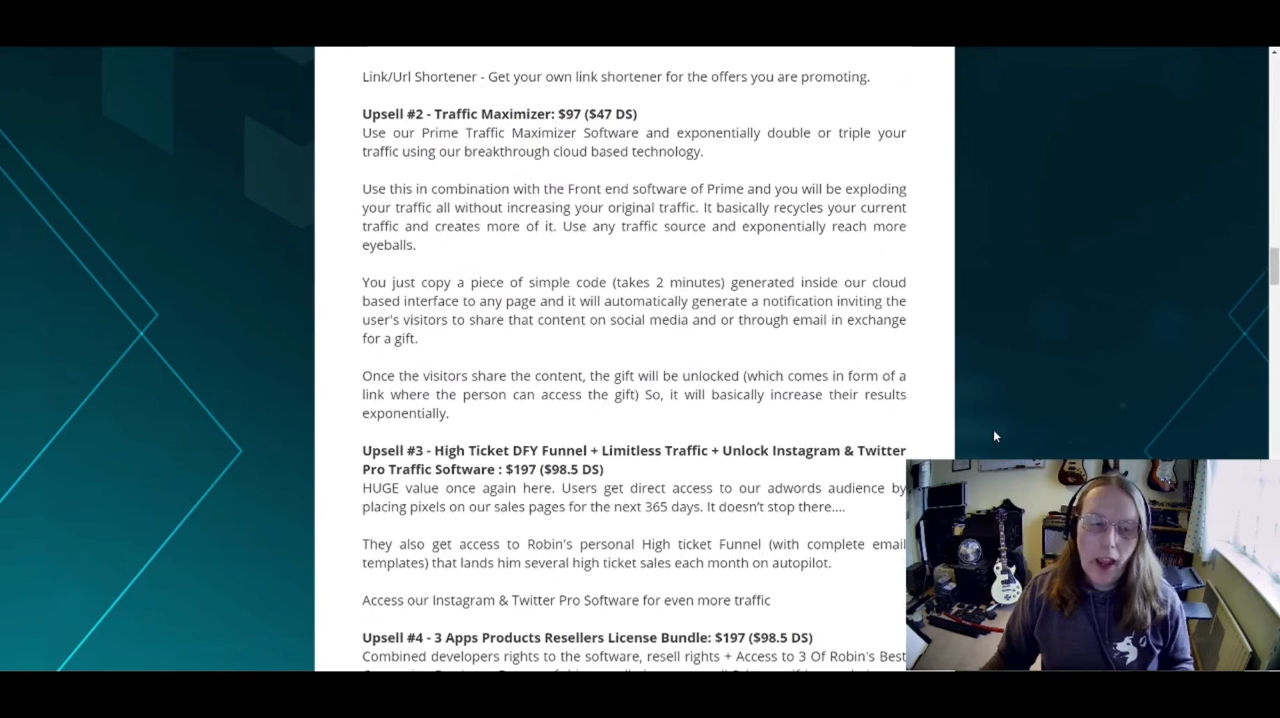 Link/Url Shortener - Get your own link shortener for the offers you are promoting.
Upsell #2 - Traffic Maximizer: $97 ($47 DS)
Use our Prime Traffic Maximizer Software and exponentially double or triple your
traffic using our breakthrough cloud based technology.
Use this in combination with the Front end software of Prime and you will be exploding
your traffic all without increasing your original traffic. It basically recycles your current
traffic and creates more of it. Use any traffic source and exponentially reach more
eyeballs.
You just copy a piece of simple code (takes 2 minutes) generated inside our cloud
based interface to any page and it will automatically generate a notification inviting the
user's visitors to share that content on social media and or through email in exchange
for a gift.
Once the visitors share the content, the gift will be unlocked (which comes in form of a
link where the person can access the gift) So, it will basically increase their results
exponentially.
Upsell #3 - High Ticket DFY Funnel + Limitless Traffic + Unlock Instagram & Twitter
Pro Traffic Software : $197 ($98.5 DS)
HUGE value once again here. Users get direct access to our adwords audience by
placing pixels on our sales pages for the next 365 days. It doesn't stop there....
They also get access to Robin's personal High ticket Funnel (with complete email
templates) that lands him several high ticket sales each month on autopilot.
Access our Instagram & Twitter Pro Software for even more traffic
Upsell #4 - 3 Apps Products Resellers License Bundle: $197 ($98.5 DS)
Combined developers rights to the software, resell rights + Access to 3 Of Robin's Best